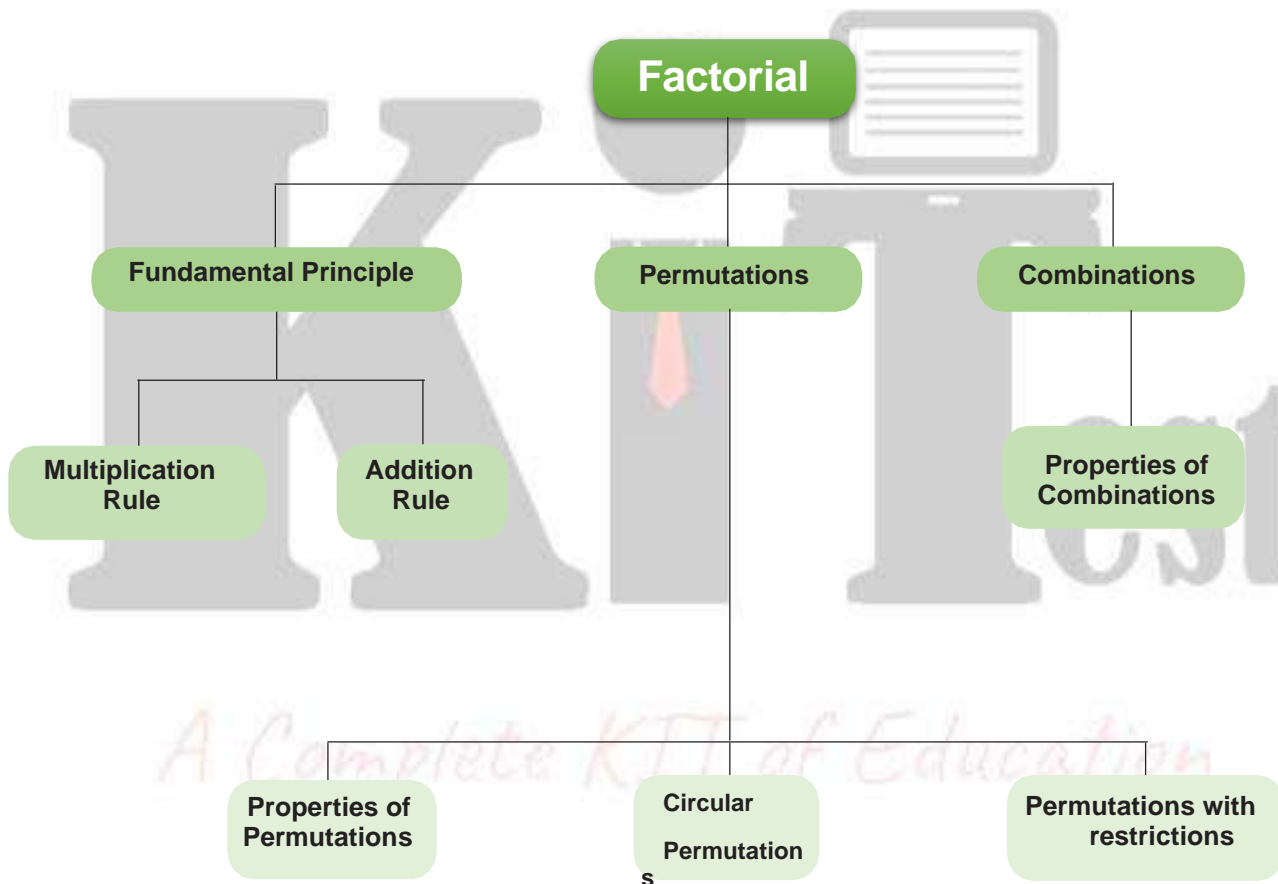 Factorial
Fundamental Principle
Permutations
Combinations
Multiplication
Rule
Addition
Rule
Properties of
Combinations
KiTest
A Complete KIT of Education
Properties of
Permutations
Circular
Permutation
s
Permutations with
restrictions